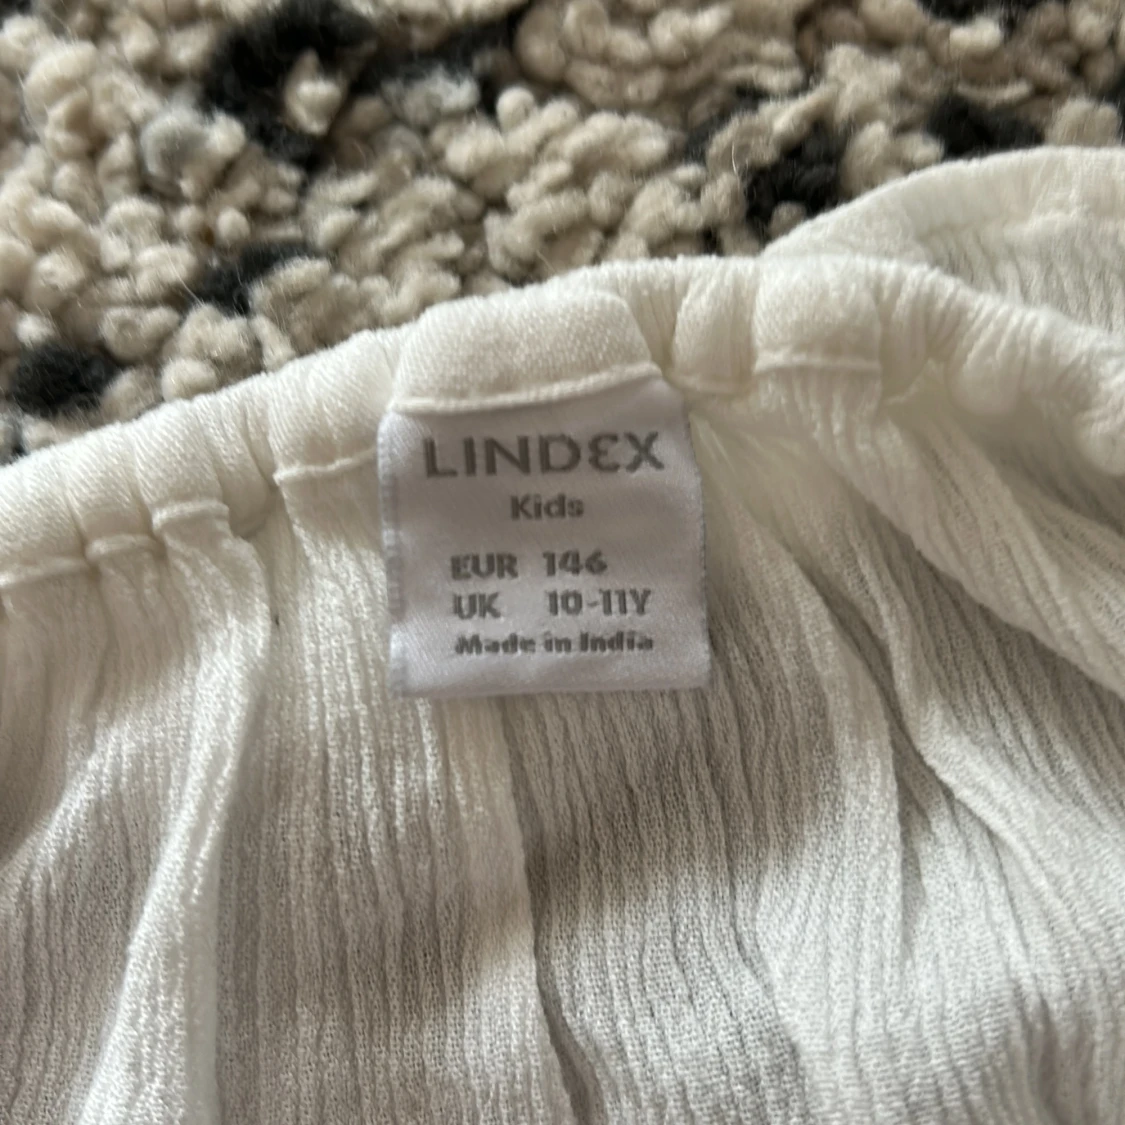 LINDEX
Kids
EUR 146
UK 10-11Y
Made in India